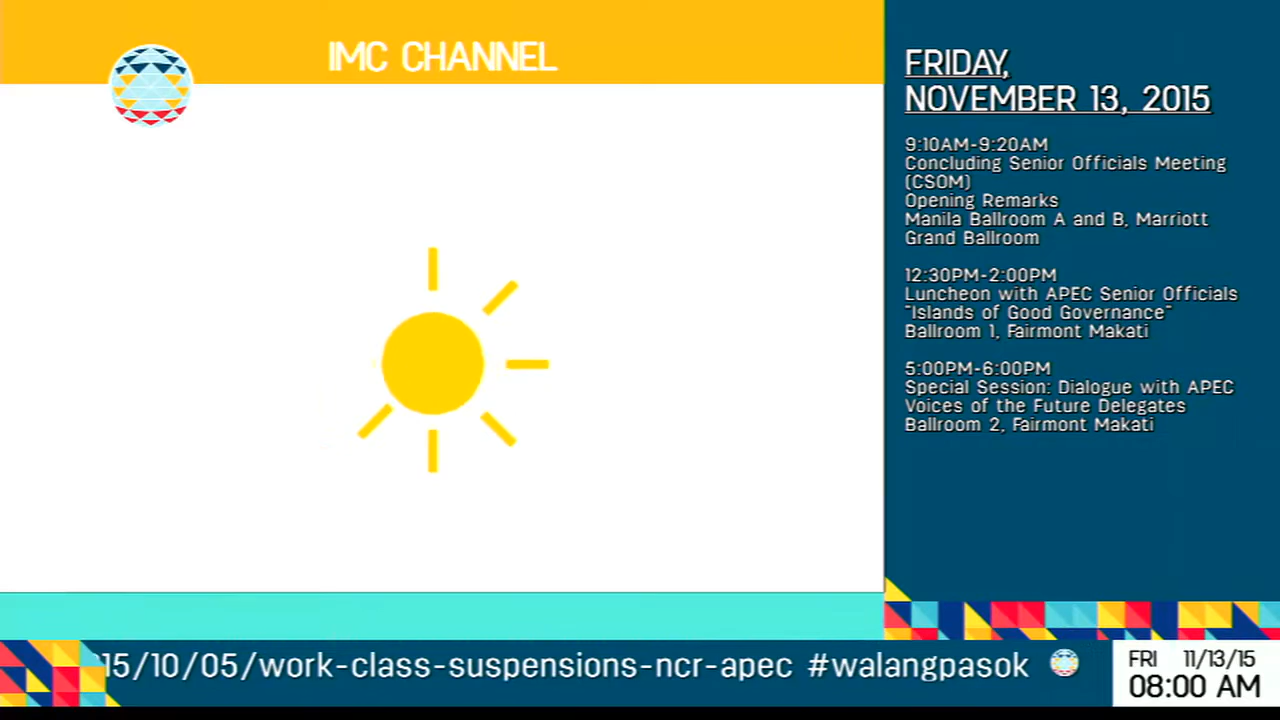 IMC CHANNEL
FRIDAY,
NOVEMBER 13, 2015
9:10AM-9:20AM
Concluding Senior Officials Meeting
(CSOM)
Opening Remarks
Manila Ballroom A and B, Marriott
Grand Ballroom
12:30PM-2:00PM
Luncheon with APEC Senior Officials
"Islands of Good Governance"
Ballroom 1, Fairmont Makati
5:00PM-6:00PM
Special Session: Dialogue with APEC
Voices of the Future Delegates
Ballroom 2, Fairmont Makati
15/10/05/work-class-suspensions-ncr-apec #walangpasok
FRI 11/13/15
08:00 AM